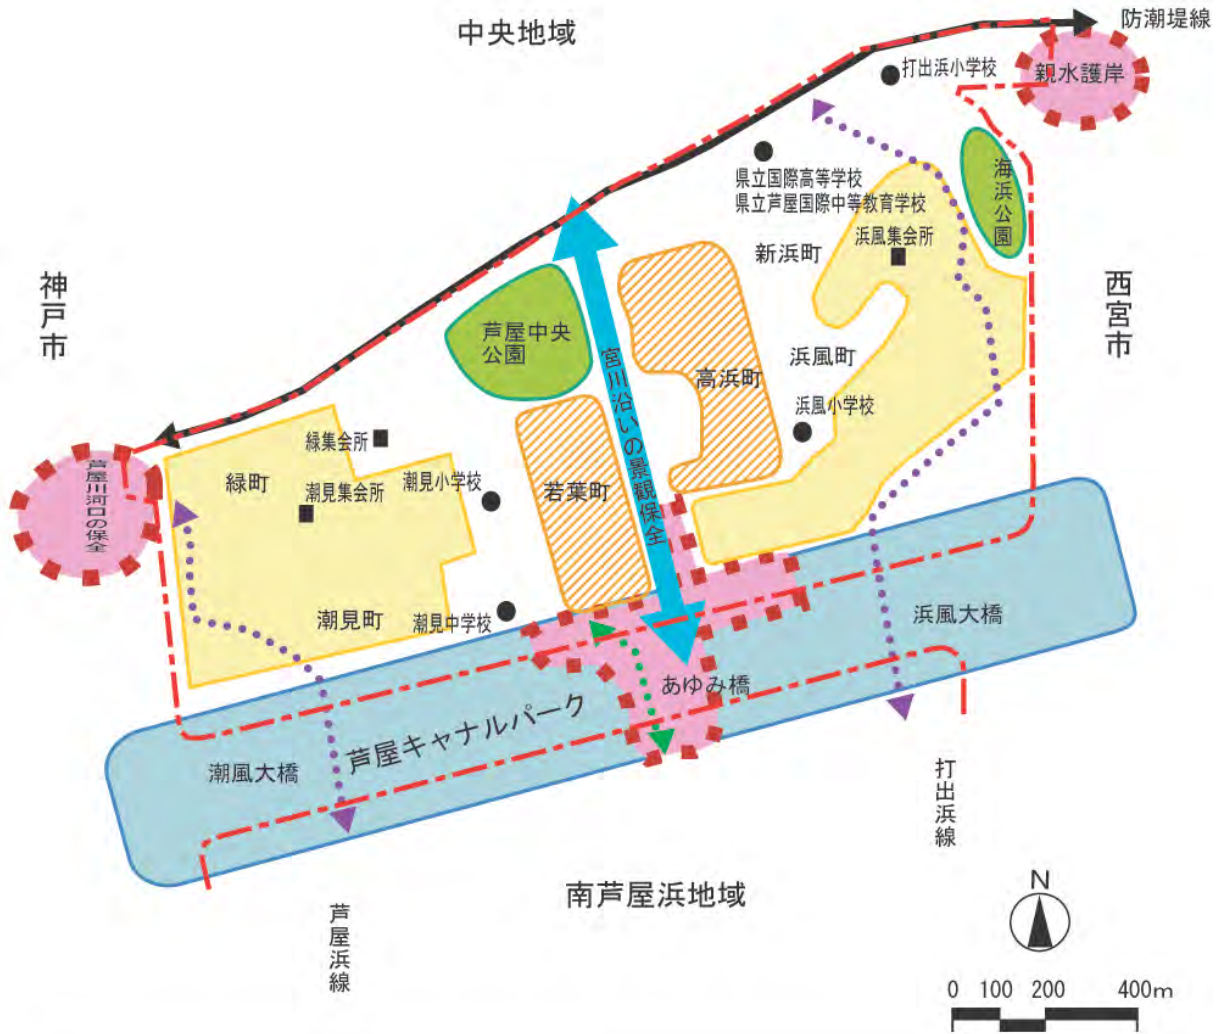 中央地域
防潮堤線
打出浜小学校
親水護岸
県立国際高等学校
県立芦屋国際中等教育学校
海浜公園
新浜町
浜風集会所
神戸市
西宮市
芦屋中央
公園
宮川沿いの景観保全
高浜町
浜風町
浜風小学校
緑集会所
芦屋川河口の保全
緑町
潮見集会所
潮見小学校
若葉町
潮見町
潮見中学校
浜風大橋
あゆみ橋
芦屋キャナルパーク
潮風大橋
打出浜線
南芦屋浜地域
芦屋浜線
N
0 100 200 400m